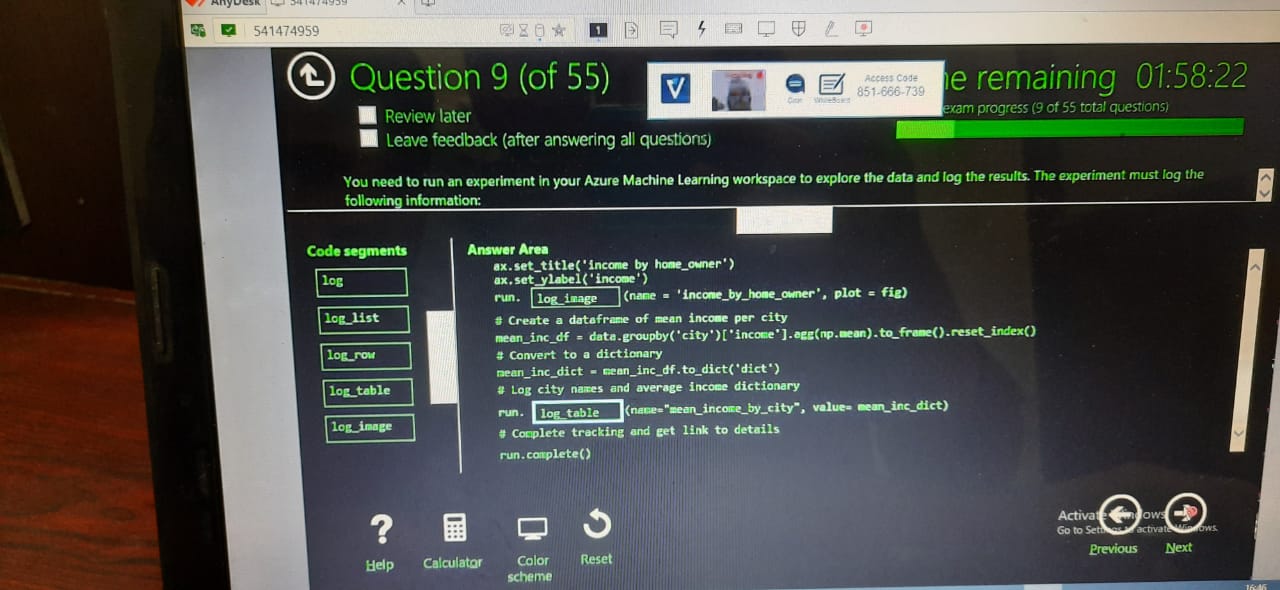 AnyDesk 541474959
541474959
1
Question 9 (of 55)
Access Code
851-666-739
WhiteBoard
e remaining 01:58:22
exam progress (9 of 55 total questions)
Review later
Leave feedback (after answering all questions)
You need to run an experiment in your Azure Machine Learning workspace to explore the data and log the results. The experiment must log the
following information:
Code segments
log
log_list
log_row
log_table
log_image
Answer Area
ax.set_title('income by home_owner')
ax.set_ylabel('income')
run. log_image (name = 'income_by_home_owner', plot = fig)
# Create a dataframe of mean income per city
mean_inc_df = data.groupby('city')['income'].agg(np.mean).to_frame().reset_index()
# Convert to a dictionary
mean_inc_dict = mean_inc_df.to_dict('dict')
# Log city names and average income dictionary
run. log_table (name="mean_income_by_city", value= mean_inc_dict)
# Complete tracking and get link to details
run.complete()
Help
Calculator
Color
scheme
Reset
Activate Windows
Go to Settings to activate Windows.
Previous
Next
16:46